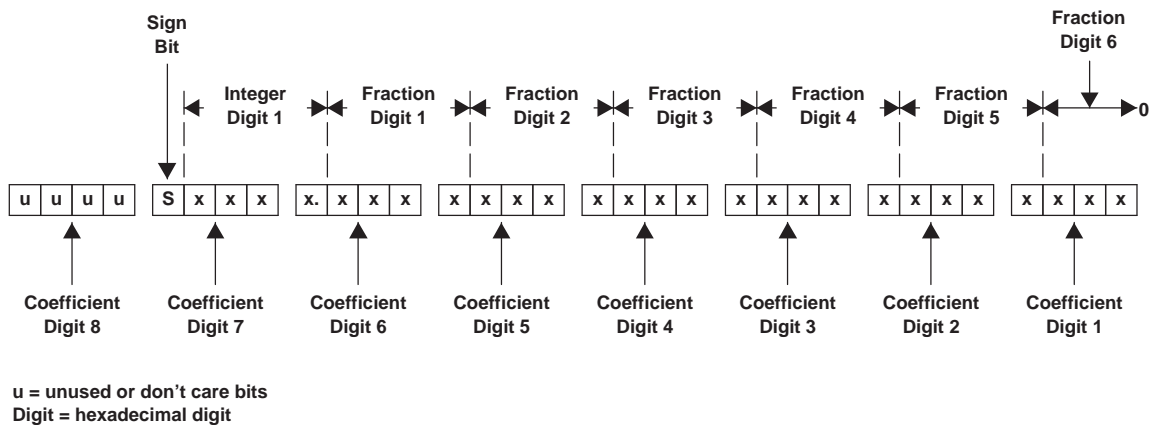 Sign
Bit
Fraction
Digit 6
Integer
Digit 1
Fraction
Digit 1
Fraction
Digit 2
Fraction
Digit 3
Fraction
Digit 4
Fraction
Digit 5
0
u u u u S x x x x. x x x x x x x x x x x x x x x x x x x x x x x
Coefficient
Digit 8
Coefficient
Digit 7
Coefficient
Digit 6
Coefficient
Digit 5
Coefficient
Digit 4
Coefficient
Digit 3
Coefficient
Digit 2
Coefficient
Digit 1
u = unused or don’t care bits
Digit = hexadecimal digit